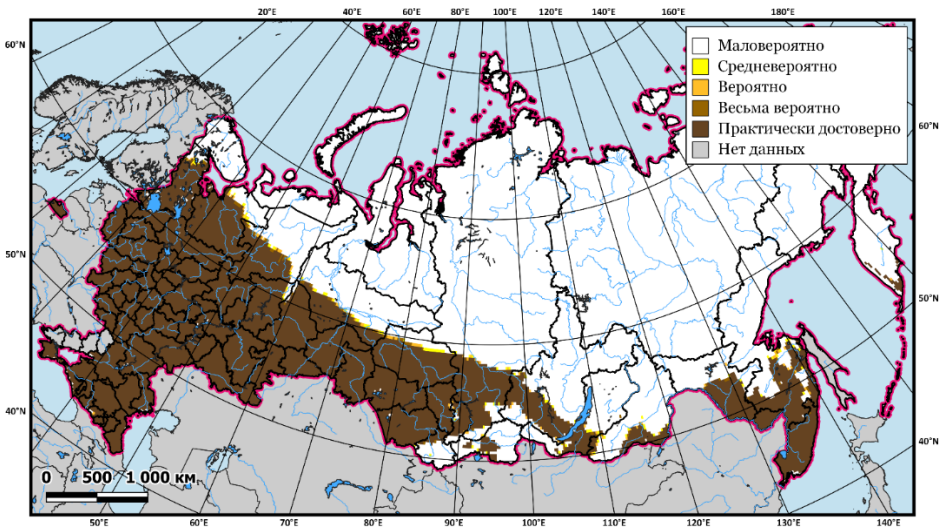 20°E 40°E 60°E 80°E 100°E 120°E 140°E 160°E 180°E
60°N
Маловероятно
Средневероятно
Вероятно
Весьма вероятно
Практически достоверно
Нет данных
60°N
50°N
50°N
40°N
40°N
0 500 1 000 км
50°E 60°E 70°E 80°E 90°E 100°E 110°E 120°E 130°E 140°E